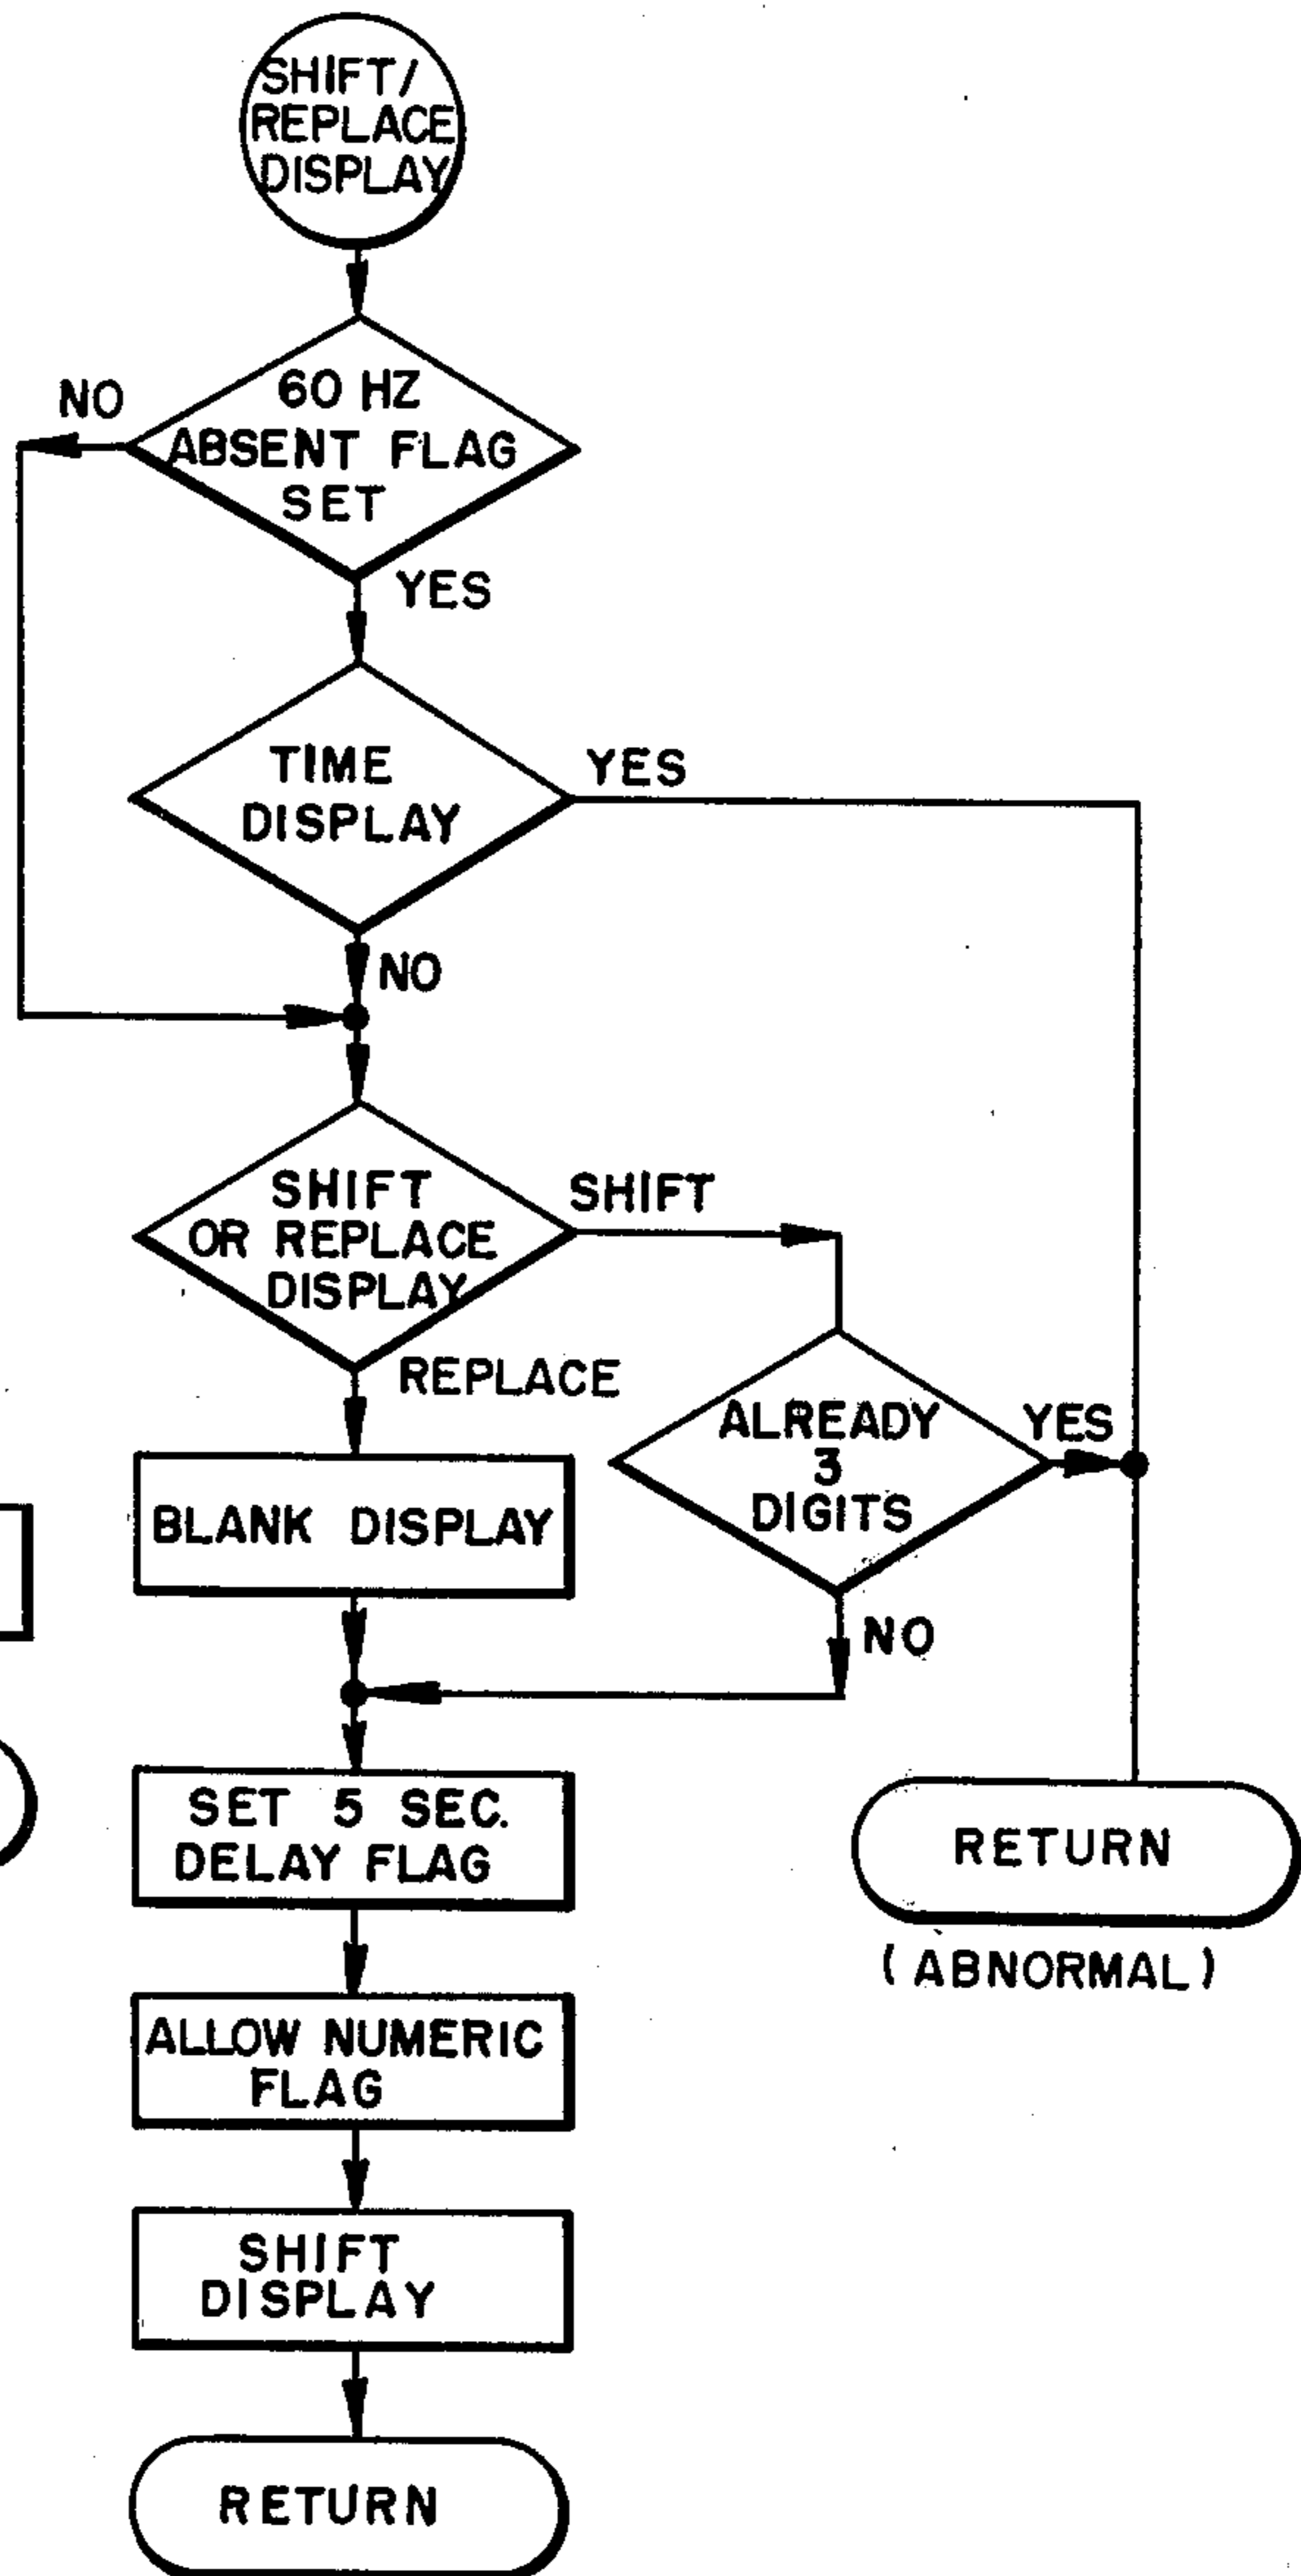 SHIFT/
REPLACE
DISPLAY
60 HZ
ABSENT FLAG
SET
NO
YES
TIME
DISPLAY
YES
NO
SHIFT
OR REPLACE
DISPLAY
SHIFT
REPLACE
ALREADY
3
DIGITS
YES
NO
BLANK DISPLAY
SET 5 SEC.
DELAY FLAG
RETURN
(ABNORMAL)
ALLOW NUMERIC
FLAG
SHIFT
DISPLAY
RETURN